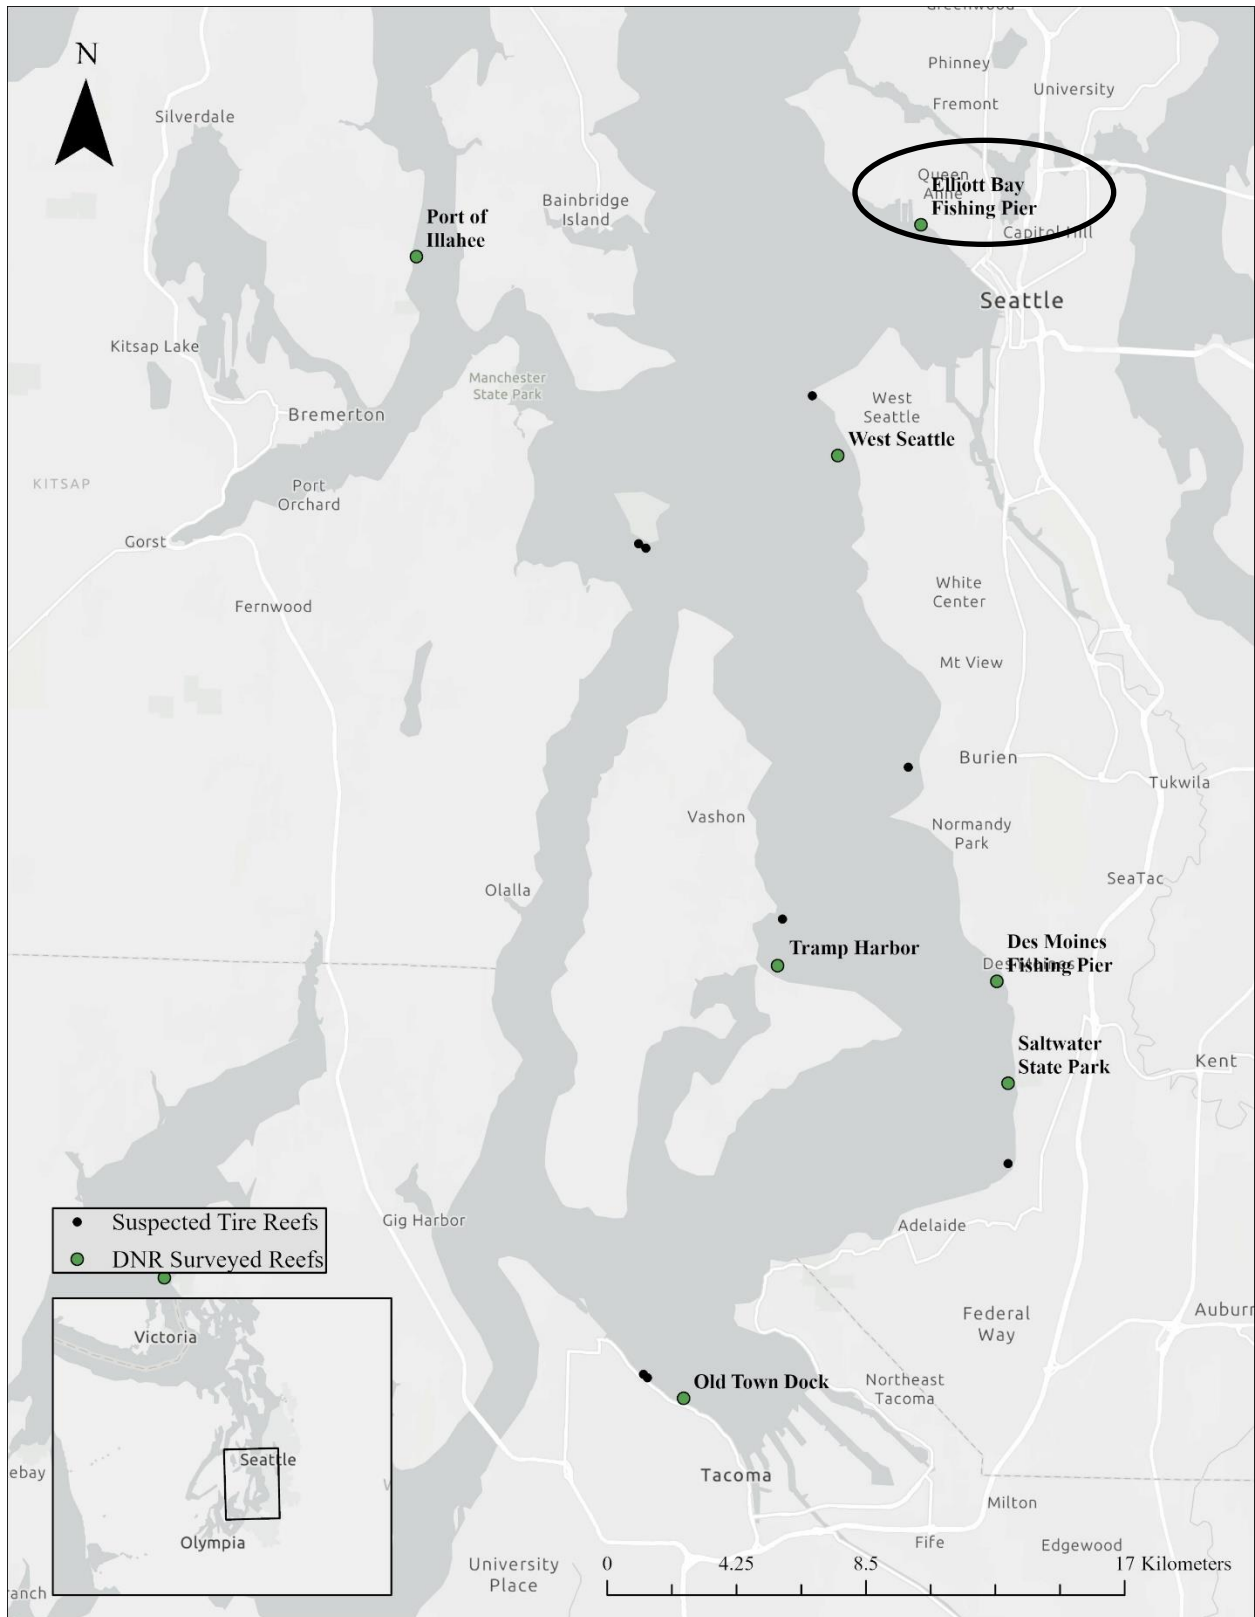 Greenwood
N
Phinney
University
Fremont
Silverdale
Queen
Anne
Elliott Bay
Fishing Pier
Capitol Hill
Bainbridge
Island
Port of
Illahee
Seattle
Kitsap Lake
Manchester
State Park
Bremerton
West
Seattle
West Seattle
KITSAP
Port
Orchard
Gorst
White
Center
Fernwood
Mt View
Burien
Tukwila
Vashon
Normandy
Park
SeaTac
Olalla
Tramp Harbor
Des Moines
Fishing Pier
Des Moines
Saltwater
State Park
Kent
Suspected Tire Reefs
DNR Surveyed Reefs
Gig Harbor
Adelaide
Federal
Way
Auburn
Victoria
Old Town Dock
Northeast
Tacoma
Seattle
ebay
Tacoma
Milton
Olympia
Fife
Edgewood
University
Place
0 4.25 8.5 17 Kilometers
ranch